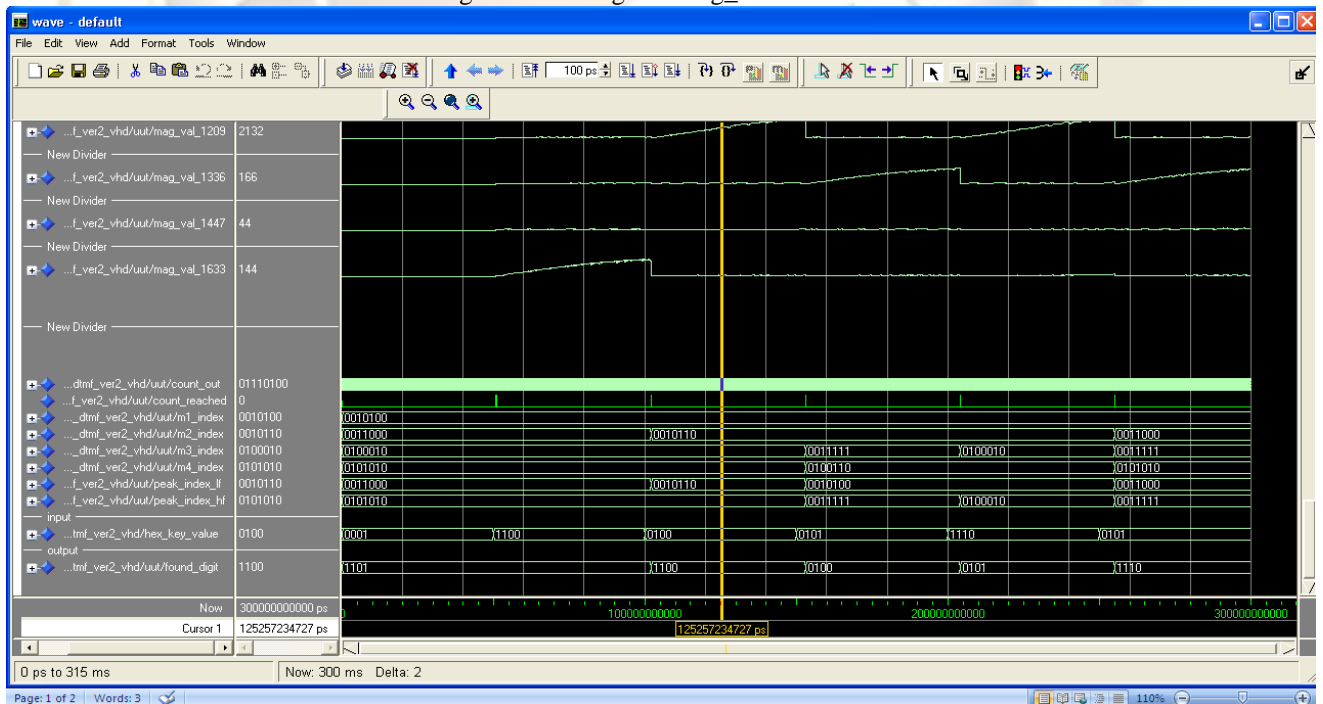 wave - default
File Edit View Add Format Tools Window
100 ps
...f_ver2_vhd/uut/mag_val_1209 2132
New Divider
...f_ver2_vhd/uut/mag_val_1336 166
New Divider
...f_ver2_vhd/uut/mag_val_1447 44
New Divider
...f_ver2_vhd/uut/mag_val_1633 144
New Divider
...dtmf_ver2_vhd/uut/count_out 01110100
...f_ver2_vhd/uut/count_reached 0
..._dtmf_ver2_vhd/uut/m1_index 0010100 0010100
..._dtmf_ver2_vhd/uut/m2_index 0010110 0011000 0010110 0011000
..._dtmf_ver2_vhd/uut/m3_index 0100010 0100010 0011111 0100010 0011111
..._dtmf_ver2_vhd/uut/m4_index 0101010 0101010 0100110 0101010
...f_ver2_vhd/uut/peak_index_lf 0010110 0011000 0010110 0010100 0011000
...f_ver2_vhd/uut/peak_index_hf 0101010 0101010 0011111 0100010 0011111
input
...tmf_ver2_vhd/hex_key_value 0100 0001 1100 0100 0101 1110 0101
output
...tmf_ver2_vhd/uut/found_digit 1100 1101 1100 0100 0101 1110
Now 300000000000 ps 0 100000000000 200000000000 300000000000
Cursor 1 125257234727 ps 125257234727 ps
0 ps to 315 ms Now: 300 ms Delta: 2
Page: 1 of 2 Words: 3 110%